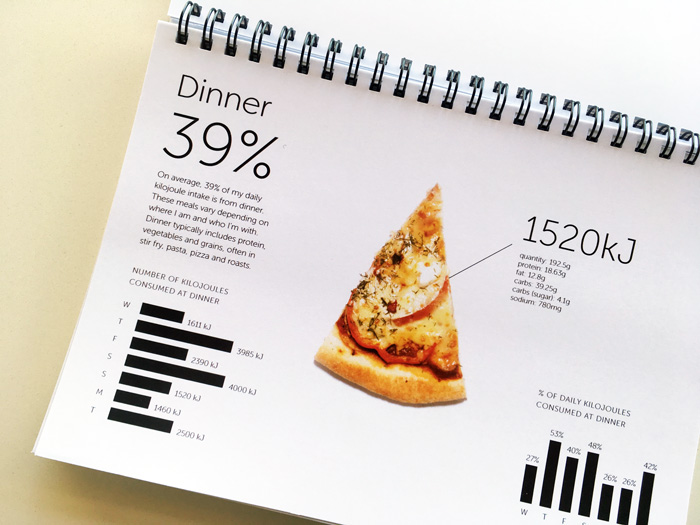 Dinner
39%
On average, 39% of my daily
kilojoule intake is from dinner.
These meals vary depending on
where I am and who I'm with.
Dinner typically includes protein,
vegetables and grains, often in
stir fry, pasta, pizza and roasts.
NUMBER OF KILOJOULES
CONSUMED AT DINNER
W 1611 kJ
T 3985 kJ
F 2390 kJ
S 4000 kJ
S 1520 kJ
M 1460 kJ
T 2500 kJ
1520kJ
quantity: 192.5g
protein: 18.63g
fat: 12.8g
carbs: 39.25g
carbs (sugar): 4.1g
sodium: 780mg
% OF DAILY KILOJOULES
CONSUMED AT DINNER
27% 53% 40% 48% 26% 26% 42%
W T F